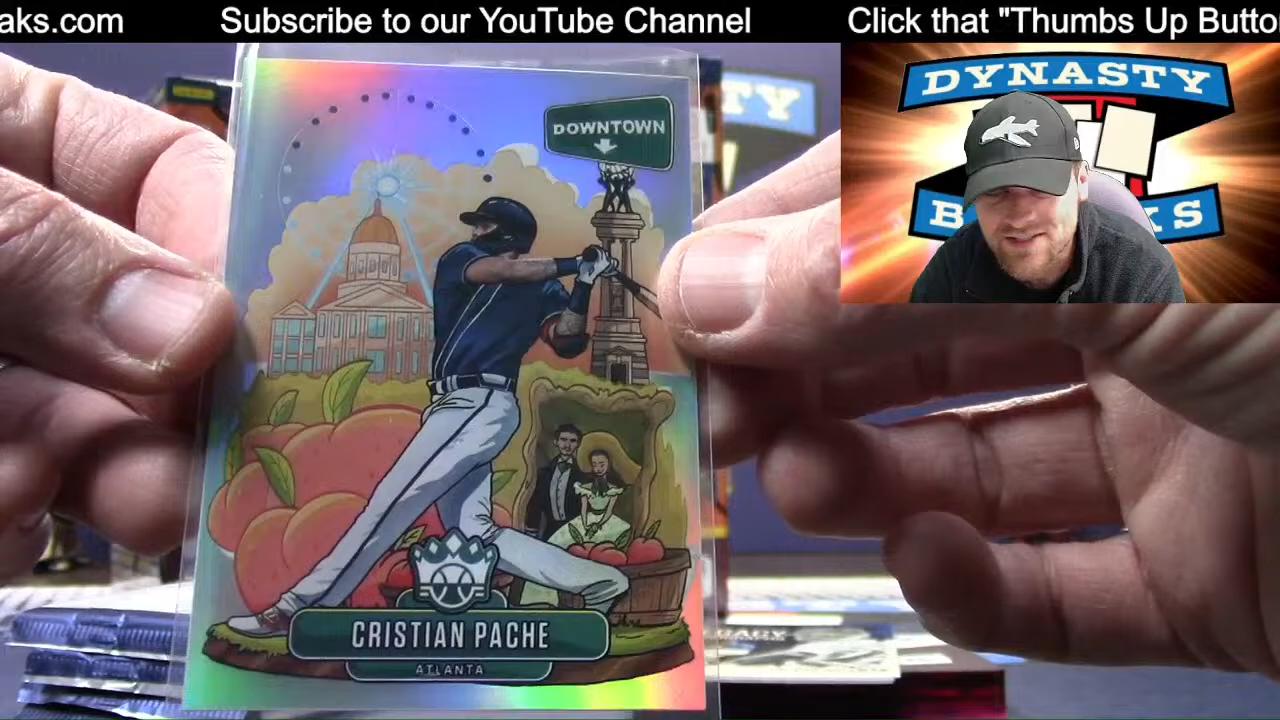 aks.com Subscribe to our YouTube Channel Click that "Thumbs Up Butto
DYNASTY
DOWNTOWN
CRISTIAN PACHE
ATLANTA